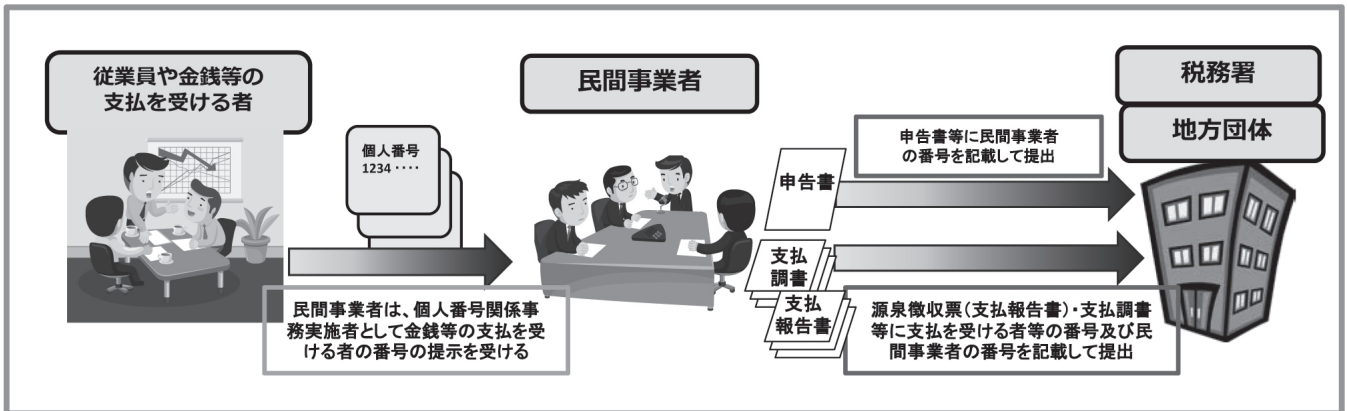 従業員や金銭等の
支払を受ける者
個人番号
1234 ‥‥
民間事業者は、個人番号関係事
務実施者として金銭等の支払を受
ける者の番号の提示を受ける
民間事業者
申告書
支払
調書
支払
報告書
申告書等に民間事業者
の番号を記載して提出
源泉徴収票(支払報告書)・支払調書
等に支払を受ける者等の番号及び民
間事業者の番号を記載して提出
税務署
地方団体